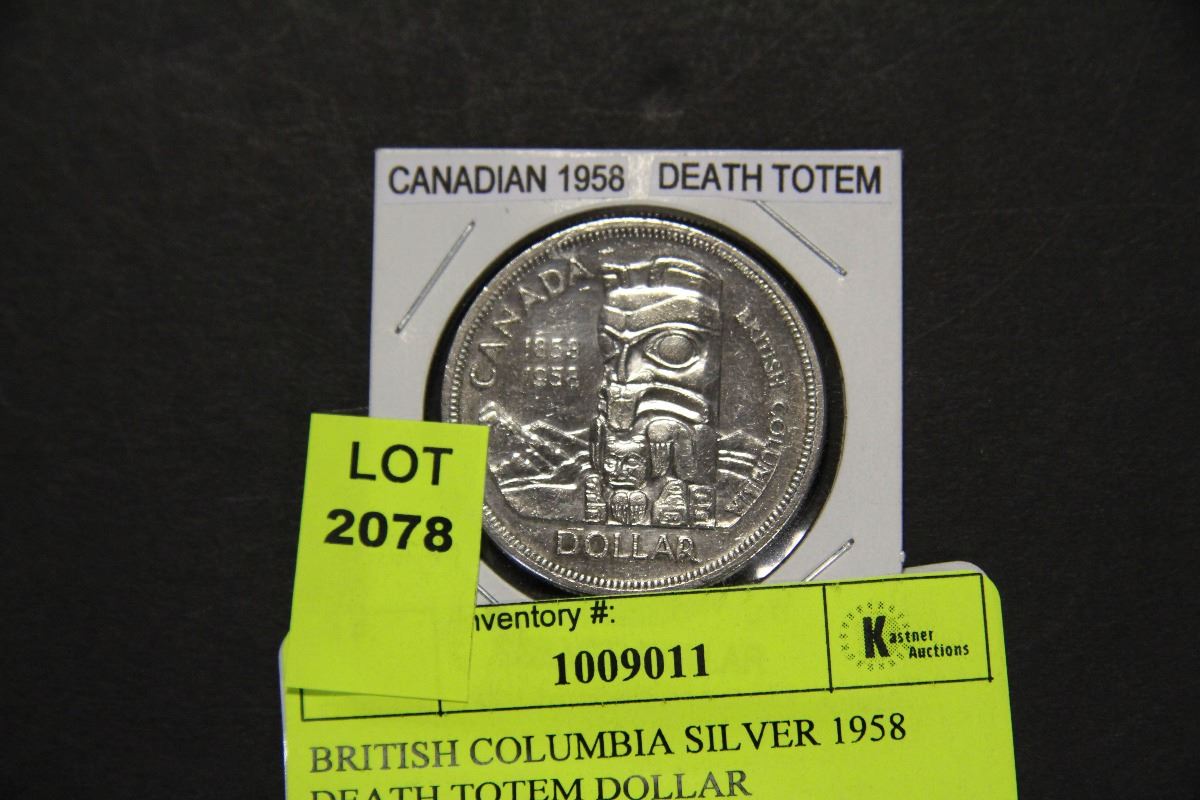 CANADIAN 1958 DEATH TOTEM
CANADA
BRITISH COLUMBIA
1858
1958
DOLLAR
LOT
2078
nventory #:
1009011
Kastner
Auctions
BRITISH COLUMBIA SILVER 1958
DEATH TOTEM DOLLAR